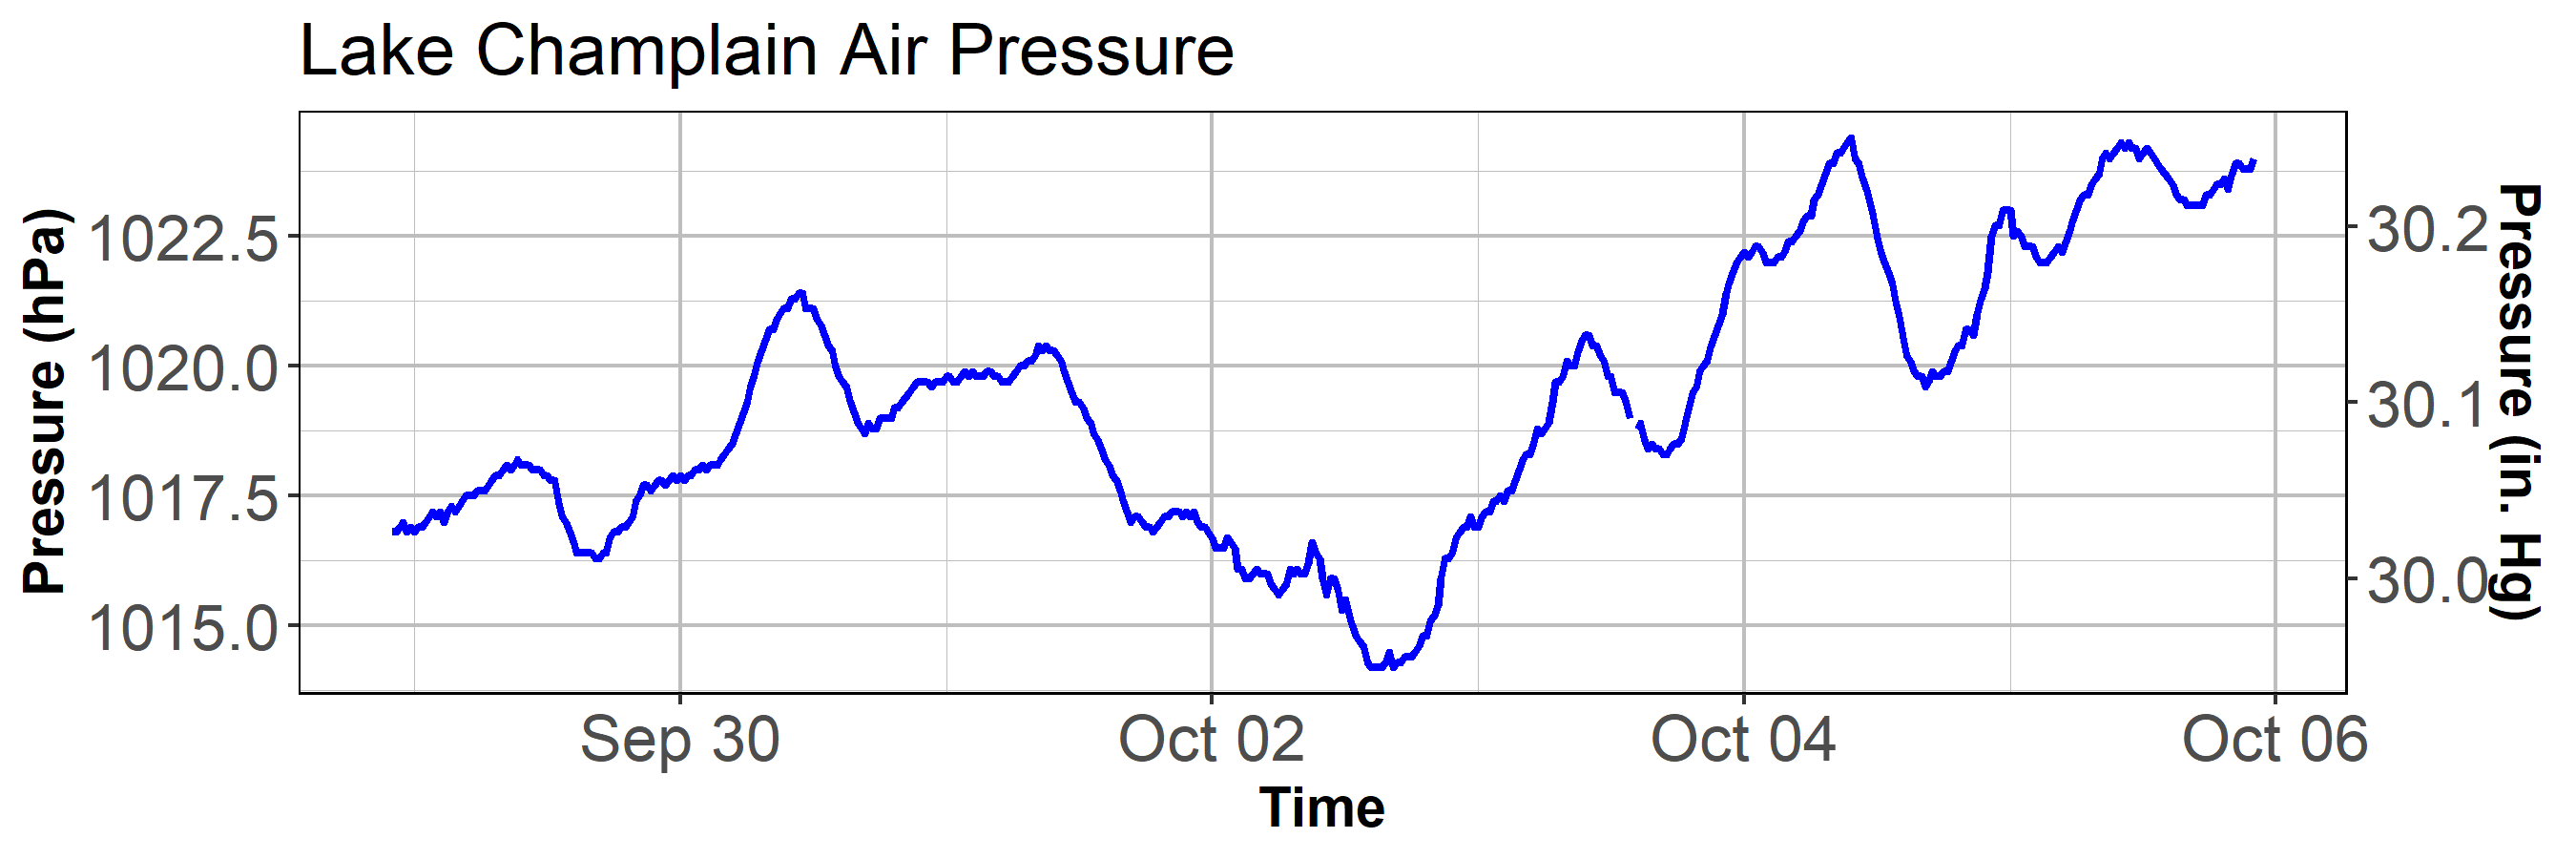 Lake Champlain Air Pressure
Pressure (hPa)
1022.5
1020.0
1017.5
1015.0
30.2
30.1
30.0
Pressure (in. Hg)
Sep 30
Oct 02
Oct 04
Oct 06
Time